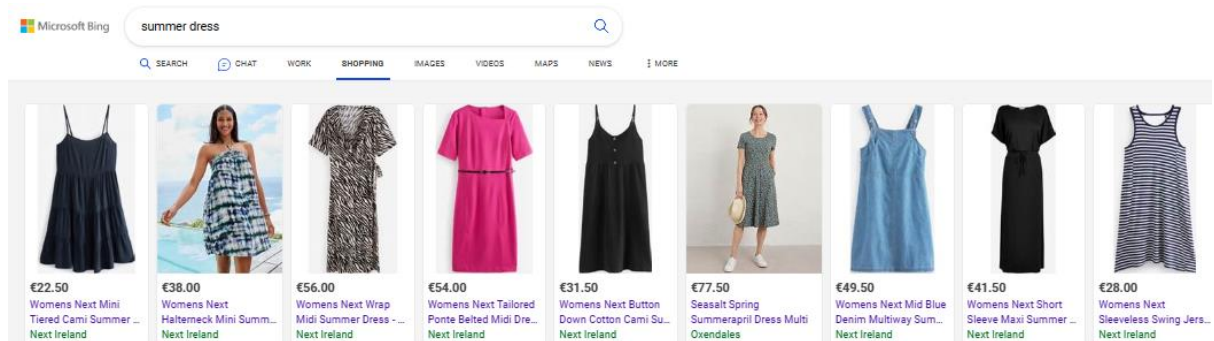 Microsoft Bing
summer dress
SEARCH CHAT WORK SHOPPING IMAGES VIDEOS MAPS NEWS MORE
€22.50
Womens Next Mini
Tiered Cami Summer ...
Next Ireland
€38.00
Womens Next
Halterneck Mini Summ...
Next Ireland
€56.00
Womens Next Wrap
Midi Summer Dress - ...
Next Ireland
€54.00
Womens Next Tailored
Ponte Belted Midi Dre...
Next Ireland
€31.50
Womens Next Button
Down Cotton Cami Su...
Next Ireland
€77.50
Seasalt Spring
Summerapril Dress Multi
Oxendales
€49.50
Womens Next Mid Blue
Denim Multiway Sum...
Next Ireland
€41.50
Womens Next Short
Sleeve Maxi Summer ...
Next Ireland
€28.00
Womens Next
Sleeveless Swing Jers...
Next Ireland